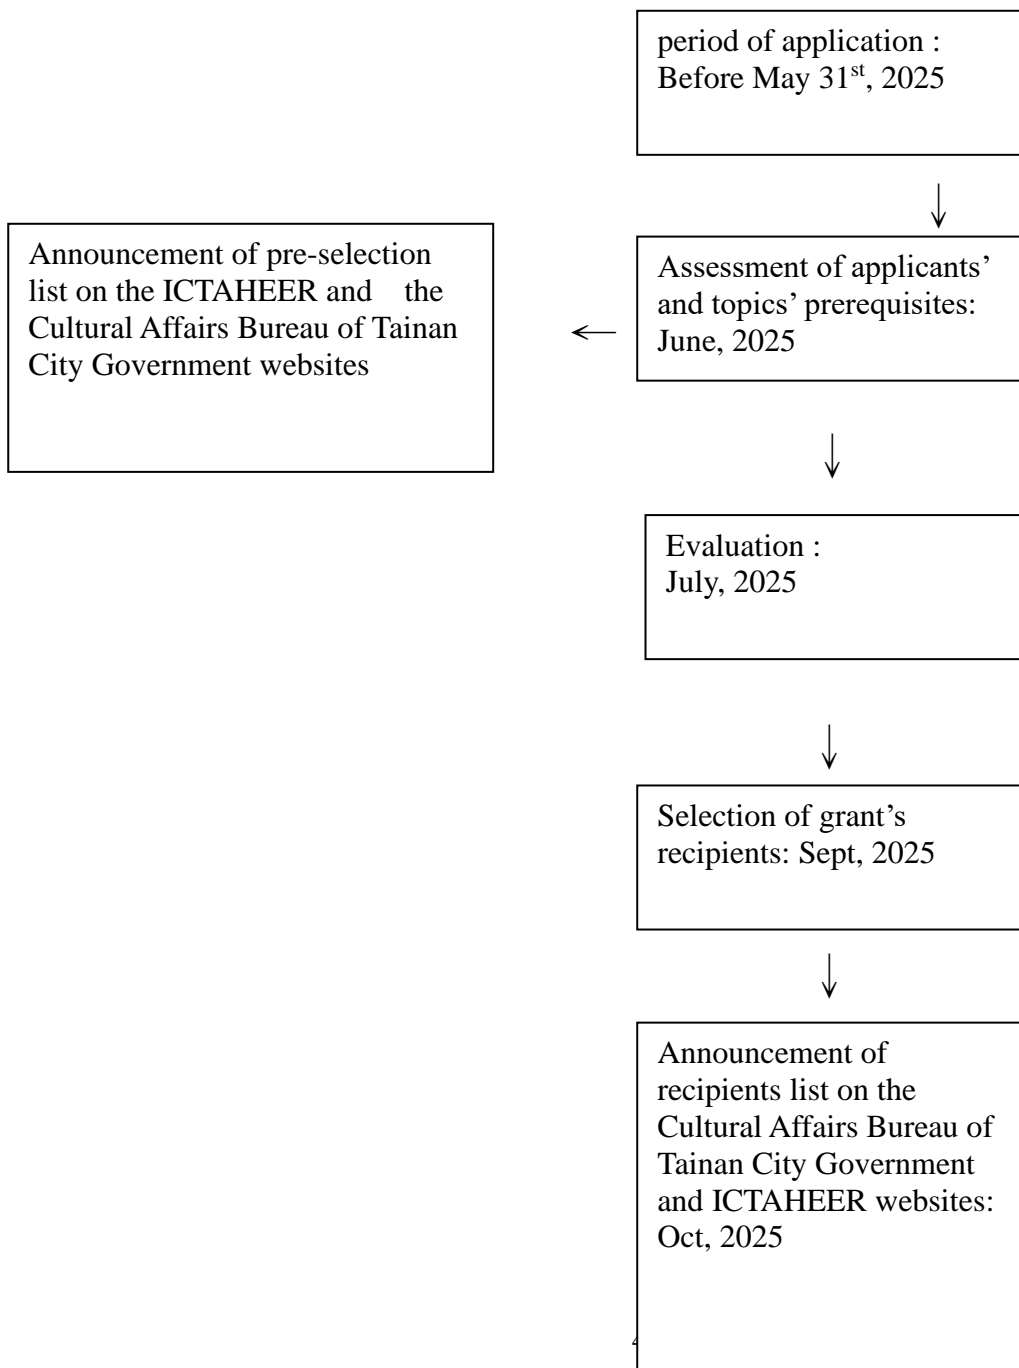 period of application :
Before May 31st, 2025
Announcement of pre-selection
list on the ICTAHEER and the
Cultural Affairs Bureau of Tainan
City Government websites
Assessment of applicants’
and topics’ prerequisites:
June, 2025
Evaluation :
July, 2025
Selection of grant’s
recipients: Sept, 2025
Announcement of
recipients list on the
Cultural Affairs Bureau of
Tainan City Government
and ICTAHEER websites:
Oct, 2025